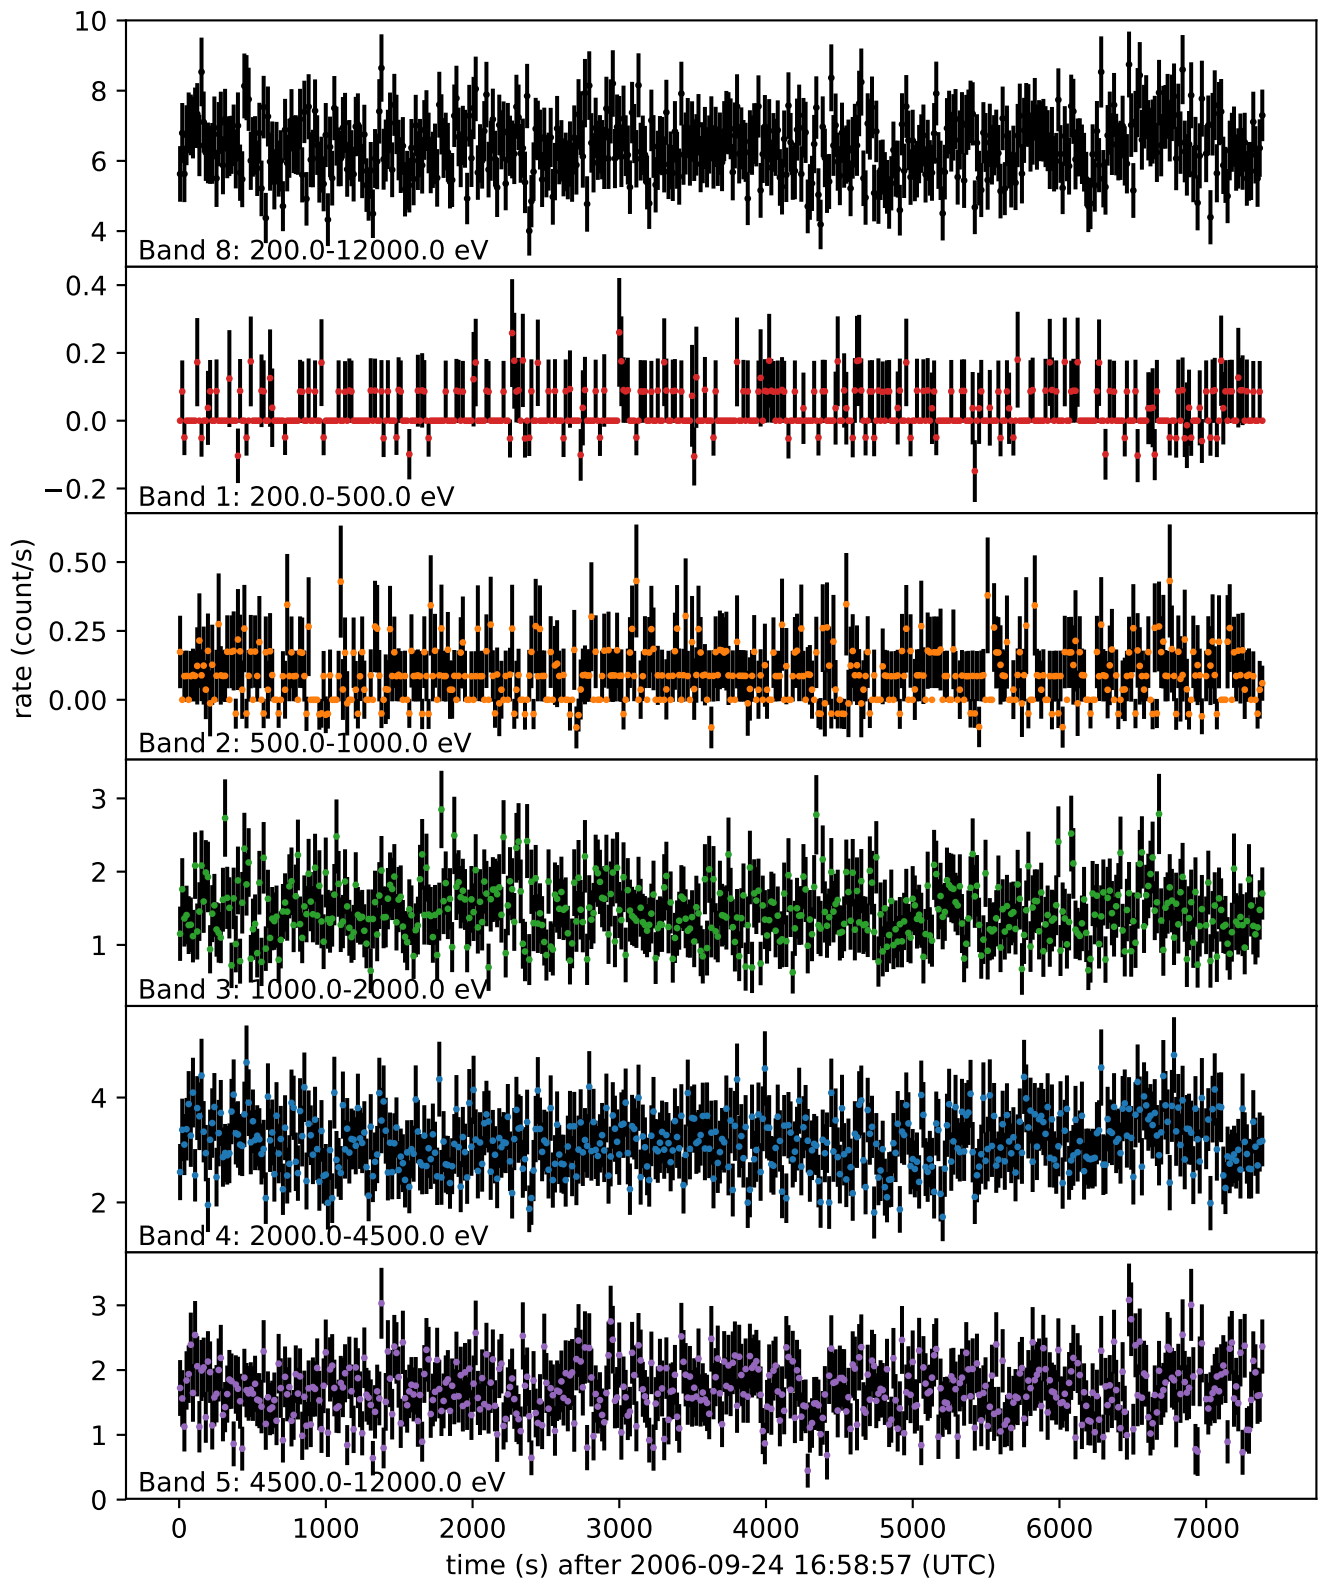 10
8
6
4
Band 8: 200.0-12000.0 eV
0.4
0.2
0.0
−0.2
Band 1: 200.0-500.0 eV
rate (count/s)
0.50
0.25
0.00
Band 2: 500.0-1000.0 eV
3
2
1
Band 3: 1000.0-2000.0 eV
4
2
Band 4: 2000.0-4500.0 eV
3
2
1
0
Band 5: 4500.0-12000.0 eV
0 1000 2000 3000 4000 5000 6000 7000
time (s) after 2006-09-24 16:58:57 (UTC)